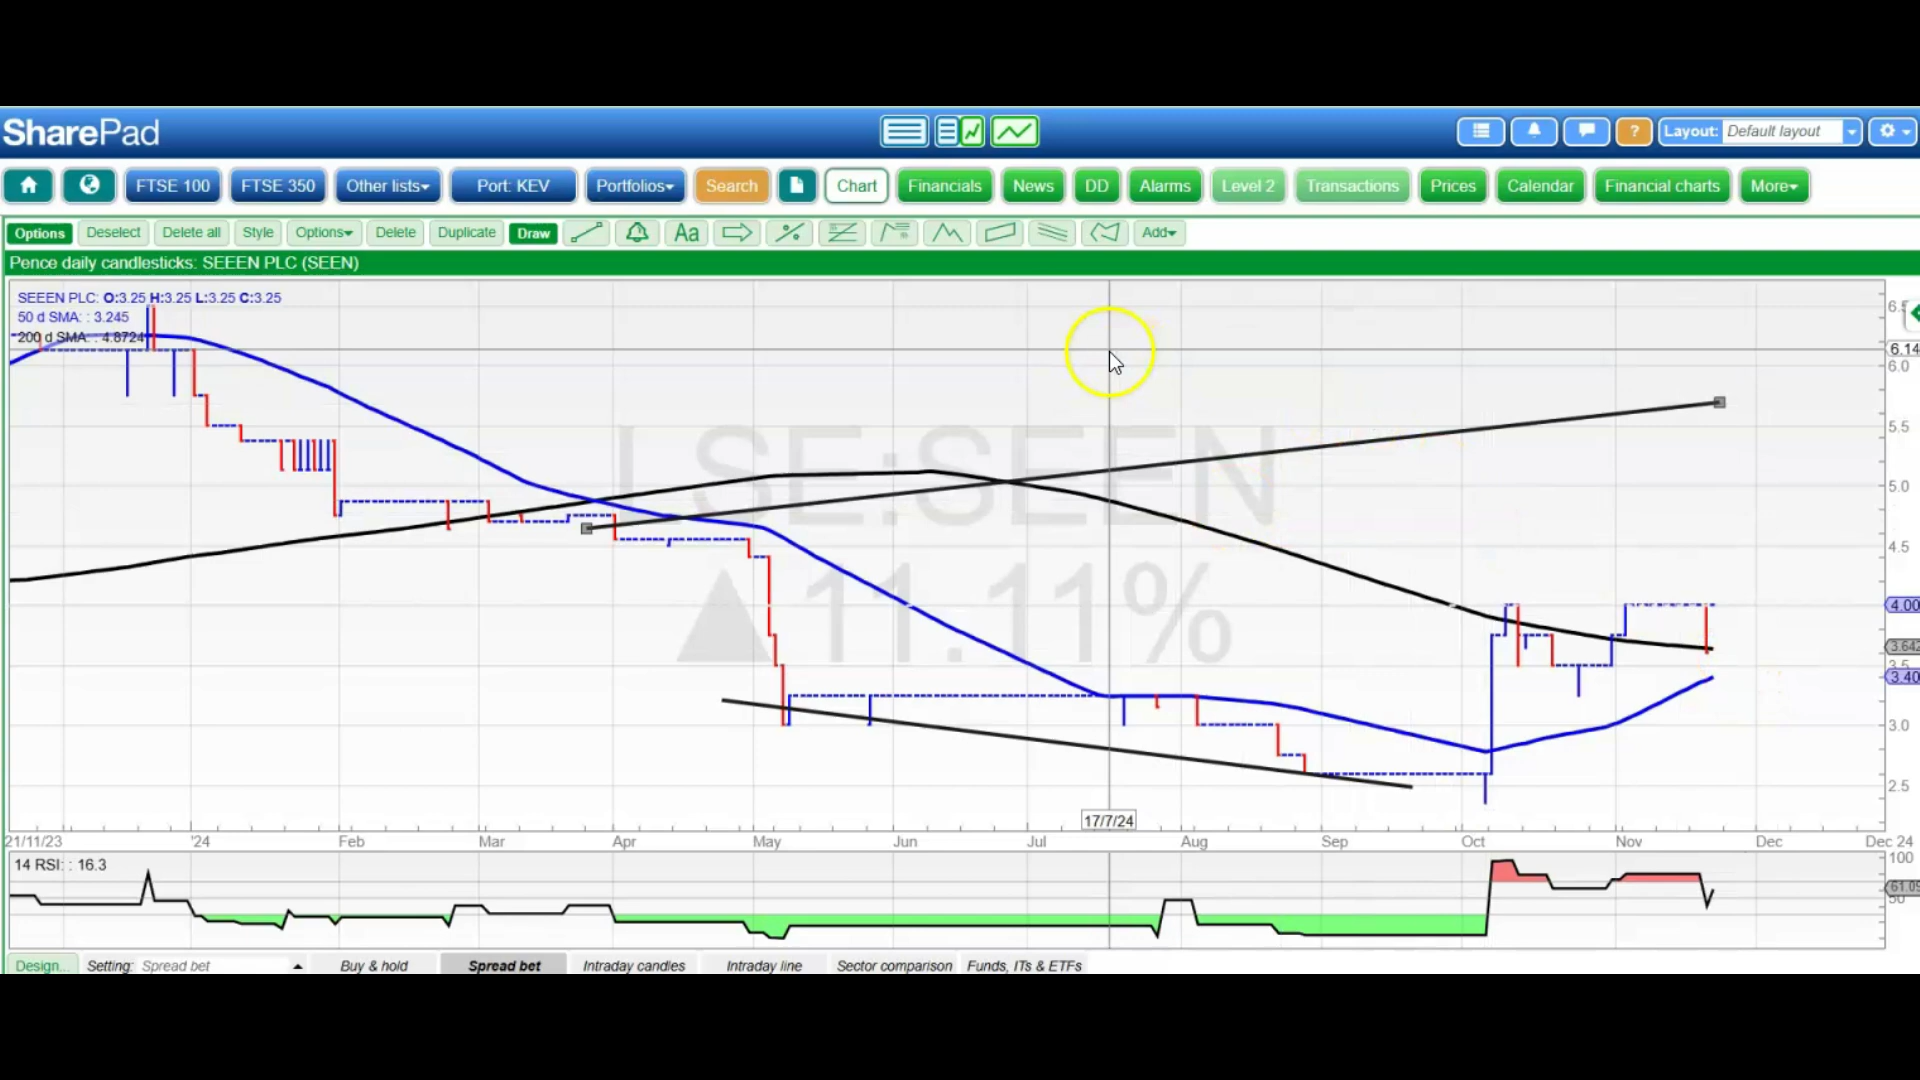 SharePad
Layout: Default layout
FTSE 100 FTSE 350 Other lists Port: KEV Portfolios Search Chart Financials News DD Alarms Level 2 Transactions Prices Calendar Financial charts More
Options Deselect Delete all Style Options Delete Duplicate Draw Aa Add
Pence daily candlesticks: SEEEN PLC (SEEN)
SEEEN PLC: O:3.25 H:3.25 L:3.25 C:3.25
50 d SMA: : 3.245
200 d SMA: : 4.8724
LSE:SEEN
▲11.11%
6.14
6.0
5.5
5.0
4.5
4.00
3.642
3.5
3.40
3.0
2.5
17/7/24
21/11/23 '24 Feb Mar Apr May Jun Jul Aug Sep Oct Nov Dec Dec 24
14 RSI: : 16.3
100
61.09
50
Design... Setting: Spread bet Buy & hold Spread bet Intraday candles Intraday line Sector comparison Funds, ITs & ETFs